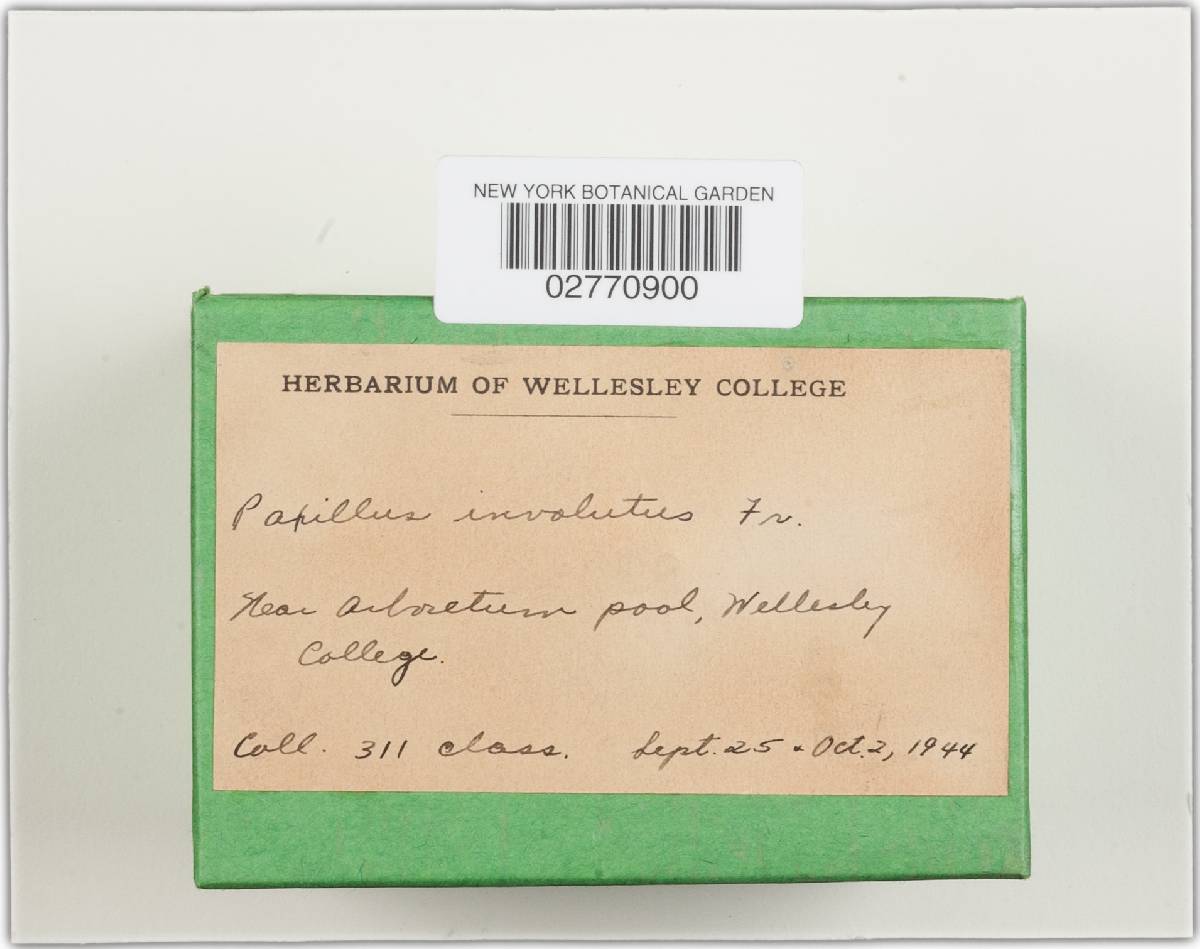 NEW YORK BOTANICAL GARDEN
02770900
HERBARIUM OF WELLESLEY COLLEGE
Paxillus involutus Fr.
Near Arboretum pool, Wellesley
College.
Coll. 311 class. Sept. 25 & Oct. 2, 1944